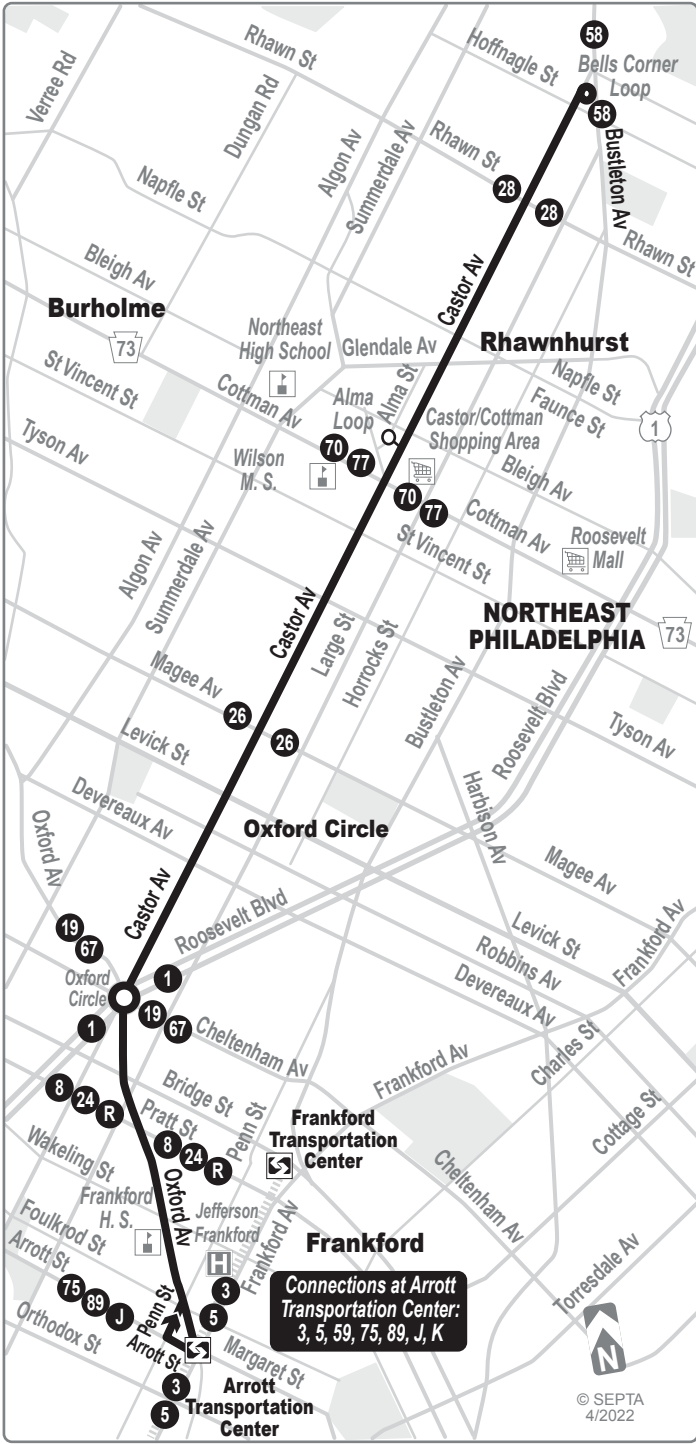 58
Hoffnagle St
Bells Corner
Loop
Rhawn St
Verree Rd
Dungan Rd
58
Algon Av
Summerdale Av
Rhawn St
Bustleton Av
28
28
Napfle St
Rhawn St
Bleigh Av
Castor Av
Burholme
73
Northeast
High School
Glendale Av
Rhawnhurst
St Vincent St
Cottman Av
Alma
Loop
Alma St
Napfle St
Faunce St
1
Castor/Cottman
Shopping Area
Tyson Av
70
77
Wilson
M. S.
Bleigh Av
70
77
Cottman Av
St Vincent St
Roosevelt
Mall
Algon Av
Summerdale Av
NORTHEAST
PHILADELPHIA
73
Castor Av
Large St
Horrocks St
Magee Av
Bustleton Av
Roosevelt Blvd
26
26
Tyson Av
Levick St
Devereaux Av
Harbison Av
Oxford Av
Oxford Circle
Magee Av
Castor Av
Roosevelt Blvd
19
67
Levick St
Frankford Av
Robbins Av
Devereaux Av
Oxford
Circle
1
1
19
67
Cheltenham Av
Charles St
Frankford Av
Bridge St
8
24
R
Pratt St
Penn St
Cottage St
Frankford
Transportation
Center
8
24
R
Wakeling St
Oxford Av
Cheltenham Av
Frankford
H. S.
Jefferson
Frankford
H
Foulkrod St
Frankford Av
Frankford
Arrott St
Torresdale Av
75
89
J
Penn St
3
5
Connections at Arrott
Transportation Center:
3, 5, 59, 75, 89, J, K
Orthodox St
Arrott St
Margaret St
N
3
5
Arrott
Transportation
Center
© SEPTA
4/2022